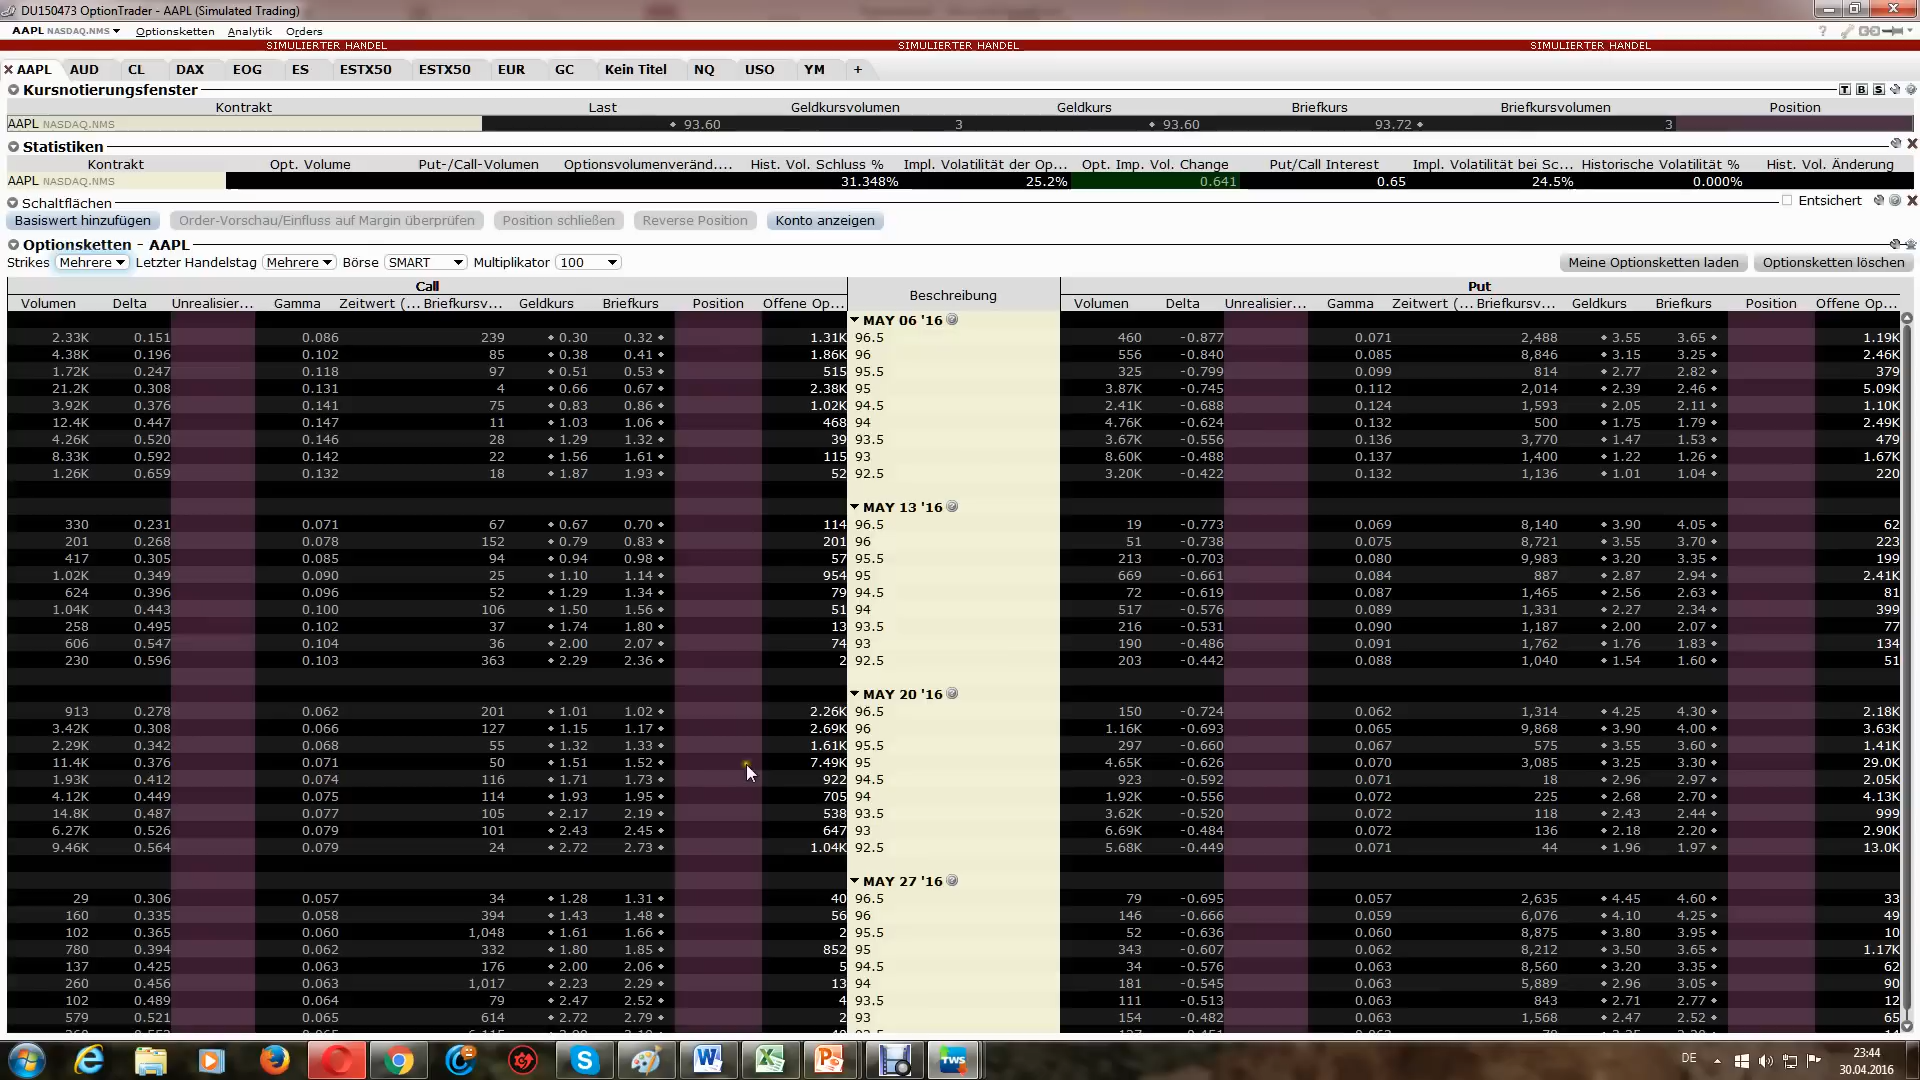 DU150473 OptionTrader - AAPL (Simulated Trading)
AAPL NASDAQ.NMS Optionsketten Analytik Orders
SIMULIERTER HANDEL SIMULIERTER HANDEL SIMULIERTER HANDEL
AAPL AUD CL DAX EOG ES ESTX50 ESTX50 EUR GC Kein Titel NQ USO YM +
Kursnotierungsfenster T B S
Kontrakt Last Geldkursvolumen Geldkurs Briefkurs Briefkursvolumen Position
AAPL NASDAQ.NMS 93.60 3 93.60 93.72 3
Statistiken
Kontrakt Opt. Volume Put-/Call-Volumen Optionsvolumenveränd.... Hist. Vol. Schluss % Impl. Volatilität der Op... Opt. Imp. Vol. Change Put/Call Interest Impl. Volatilität bei Sc... Historische Volatilität % Hist. Vol. Änderung
AAPL NASDAQ.NMS 31.348% 25.2% 0.641 0.65 24.5% 0.000%
Schaltflächen Entsichert
Basiswert hinzufügen Order-Vorschau/Einfluss auf Margin überprüfen Position schließen Reverse Position Konto anzeigen
Optionsketten - AAPL
Strikes Mehrere Letzter Handelstag Mehrere Börse SMART Multiplikator 100 Meine Optionsketten laden Optionsketten löschen
Call Beschreibung Put
Volumen Delta Unrealisier... Gamma Zeitwert (... Briefkursv... Geldkurs Briefkurs Position Offene Op... Volumen Delta Unrealisier... Gamma Zeitwert (... Briefkursv... Geldkurs Briefkurs Position Offene Op...
MAY 06 '16
2.33K 0.151 0.086 239 0.30 0.32 1.31K 96.5 460 -0.877 0.071 2,488 3.55 3.65 1.19K
4.38K 0.196 0.102 85 0.38 0.41 1.86K 96 556 -0.840 0.085 8,846 3.15 3.25 2.46K
1.72K 0.247 0.118 97 0.51 0.53 515 95.5 325 -0.799 0.099 814 2.77 2.82 379
21.2K 0.308 0.131 4 0.66 0.67 2.38K 95 3.87K -0.745 0.112 2,014 2.39 2.46 5.09K
3.92K 0.376 0.141 75 0.83 0.86 1.02K 94.5 2.41K -0.688 0.124 1,593 2.05 2.11 1.10K
12.4K 0.447 0.147 11 1.03 1.06 468 94 4.76K -0.624 0.132 500 1.75 1.79 2.49K
4.26K 0.520 0.146 28 1.29 1.32 39 93.5 3.67K -0.556 0.136 3,770 1.47 1.53 479
8.33K 0.592 0.142 22 1.56 1.61 115 93 8.60K -0.488 0.137 1,400 1.22 1.26 1.67K
1.26K 0.659 0.132 18 1.87 1.93 52 92.5 3.20K -0.422 0.132 1,136 1.01 1.04 220
MAY 13 '16
330 0.231 0.071 67 0.67 0.70 114 96.5 19 -0.773 0.069 8,140 3.90 4.05 62
201 0.268 0.078 152 0.79 0.83 201 96 51 -0.738 0.075 8,721 3.55 3.70 223
417 0.305 0.085 94 0.94 0.98 57 95.5 213 -0.703 0.080 9,983 3.20 3.35 199
1.02K 0.349 0.090 25 1.10 1.14 954 95 669 -0.661 0.084 887 2.87 2.94 2.41K
624 0.396 0.096 52 1.29 1.34 79 94.5 72 -0.619 0.087 1,465 2.56 2.63 81
1.04K 0.443 0.100 106 1.50 1.56 51 94 517 -0.576 0.089 1,331 2.27 2.34 399
258 0.495 0.102 37 1.74 1.80 13 93.5 216 -0.531 0.090 1,187 2.00 2.07 77
606 0.547 0.104 36 2.00 2.07 74 93 190 -0.486 0.091 1,762 1.76 1.83 134
230 0.596 0.103 363 2.29 2.36 2 92.5 203 -0.442 0.088 1,040 1.54 1.60 51
MAY 20 '16
913 0.278 0.062 201 1.01 1.02 2.26K 96.5 150 -0.724 0.062 1,314 4.25 4.30 2.18K
3.42K 0.308 0.066 127 1.15 1.17 2.69K 96 1.16K -0.693 0.065 9,868 3.90 4.00 3.63K
2.29K 0.342 0.068 55 1.32 1.33 1.61K 95.5 297 -0.660 0.067 575 3.55 3.60 1.41K
11.4K 0.376 0.071 50 1.51 1.52 7.49K 95 4.65K -0.626 0.070 3,085 3.25 3.30 29.0K
1.93K 0.412 0.074 116 1.71 1.73 922 94.5 923 -0.592 0.071 18 2.96 2.97 2.05K
4.12K 0.449 0.075 114 1.93 1.95 705 94 1.92K -0.556 0.072 225 2.68 2.70 4.13K
14.8K 0.487 0.077 105 2.17 2.19 538 93.5 3.62K -0.520 0.072 118 2.43 2.44 999
6.27K 0.526 0.079 101 2.43 2.45 647 93 6.69K -0.484 0.072 136 2.18 2.20 2.90K
9.46K 0.564 0.079 24 2.72 2.73 1.04K 92.5 5.68K -0.449 0.071 44 1.96 1.97 13.0K
MAY 27 '16
29 0.306 0.057 34 1.28 1.31 40 96.5 79 -0.695 0.057 2,635 4.45 4.60 33
160 0.335 0.058 394 1.43 1.48 56 96 146 -0.666 0.059 6,076 4.10 4.25 49
102 0.365 0.060 1,048 1.61 1.66 2 95.5 52 -0.636 0.060 8,875 3.80 3.95 10
780 0.394 0.062 332 1.80 1.85 852 95 343 -0.607 0.062 8,212 3.50 3.65 1.17K
137 0.425 0.063 176 2.00 2.06 5 94.5 34 -0.576 0.063 8,560 3.20 3.35 62
260 0.456 0.063 1,017 2.23 2.29 13 94 181 -0.545 0.063 5,889 2.96 3.05 90
102 0.489 0.064 79 2.47 2.52 4 93.5 111 -0.513 0.063 843 2.71 2.77 12
579 0.521 0.065 614 2.72 2.79 2 93 154 -0.482 0.063 1,568 2.47 2.52 65
TWS DE 23:44
30.04.2016